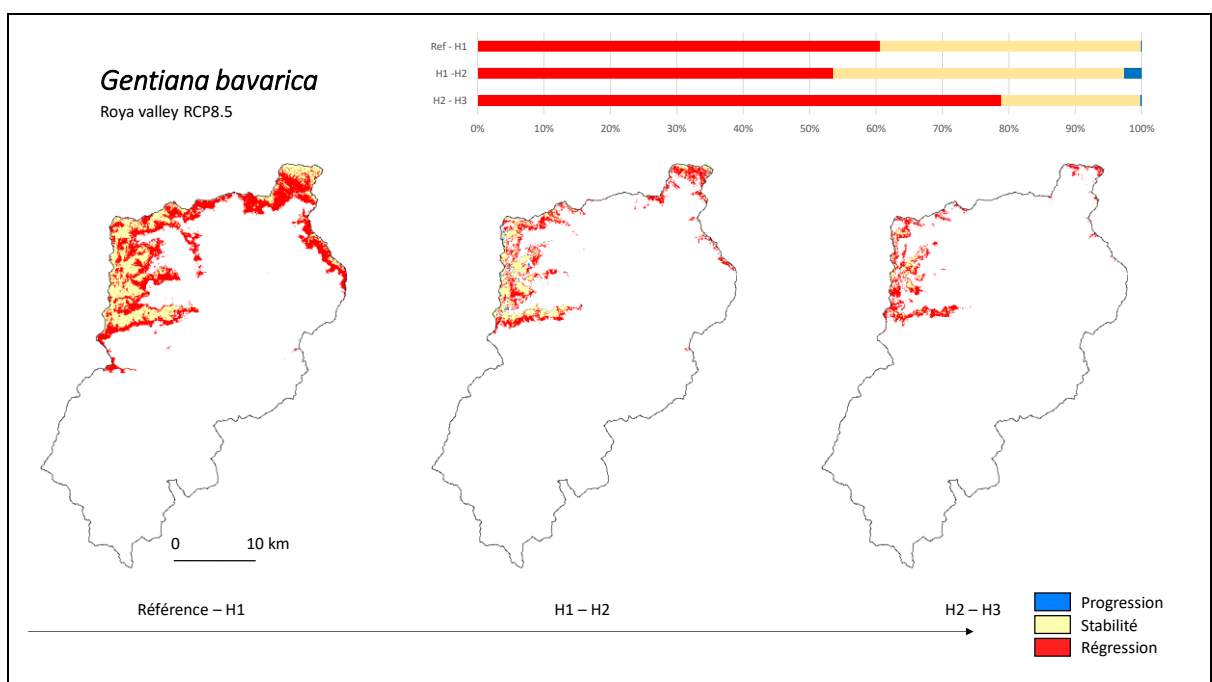 Gentiana bavarica
Roya valley RCP8.5
Ref - H1
H1 -H2
H2 - H3
0% 10% 20% 30% 40% 50% 60% 70% 80% 90% 100%
0 10 km
Référence – H1
H1 – H2
H2 – H3
Progression
Stabilité
Régression